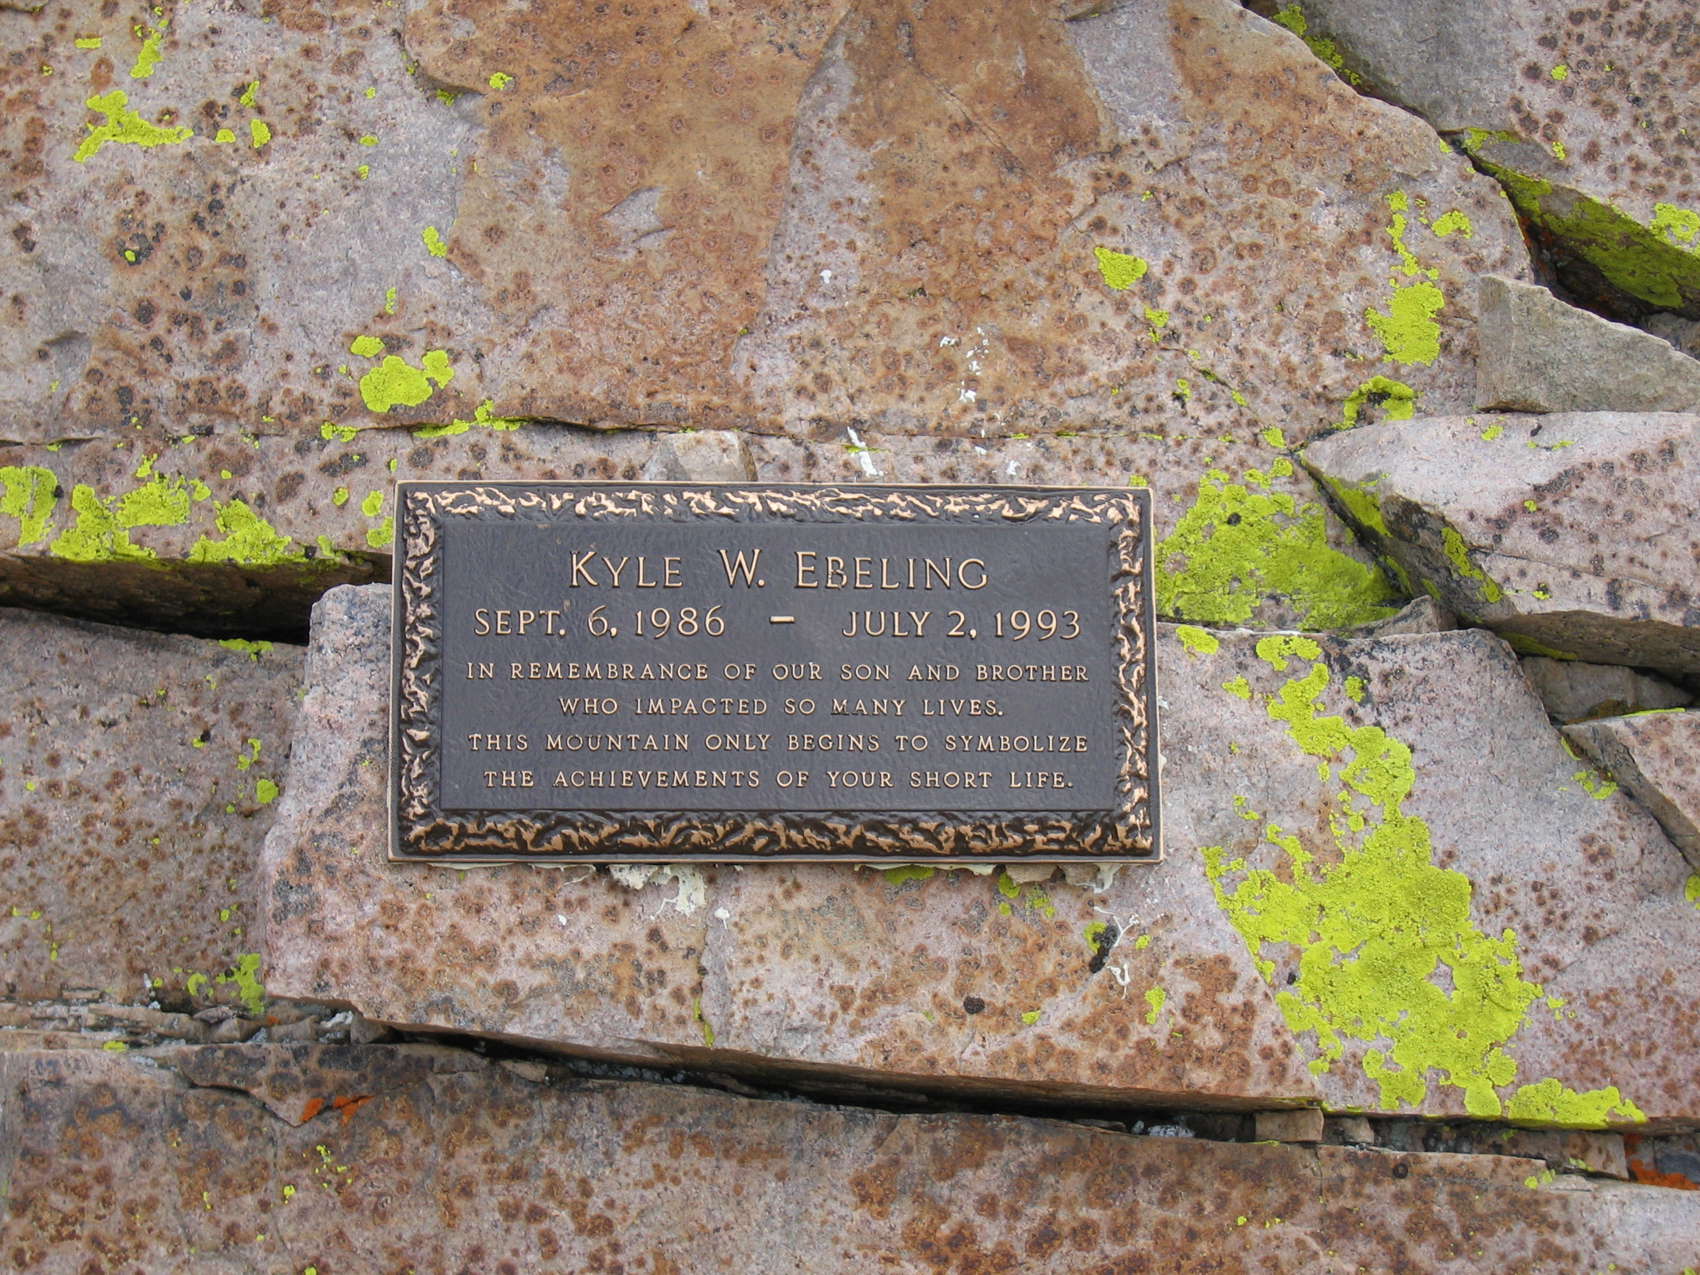 KYLE W. EBELING
SEPT. 6, 1986 – JULY 2, 1993
IN REMEMBRANCE OF OUR SON AND BROTHER
WHO IMPACTED SO MANY LIVES.
THIS MOUNTAIN ONLY BEGINS TO SYMBOLIZE
THE ACHIEVEMENTS OF YOUR SHORT LIFE.